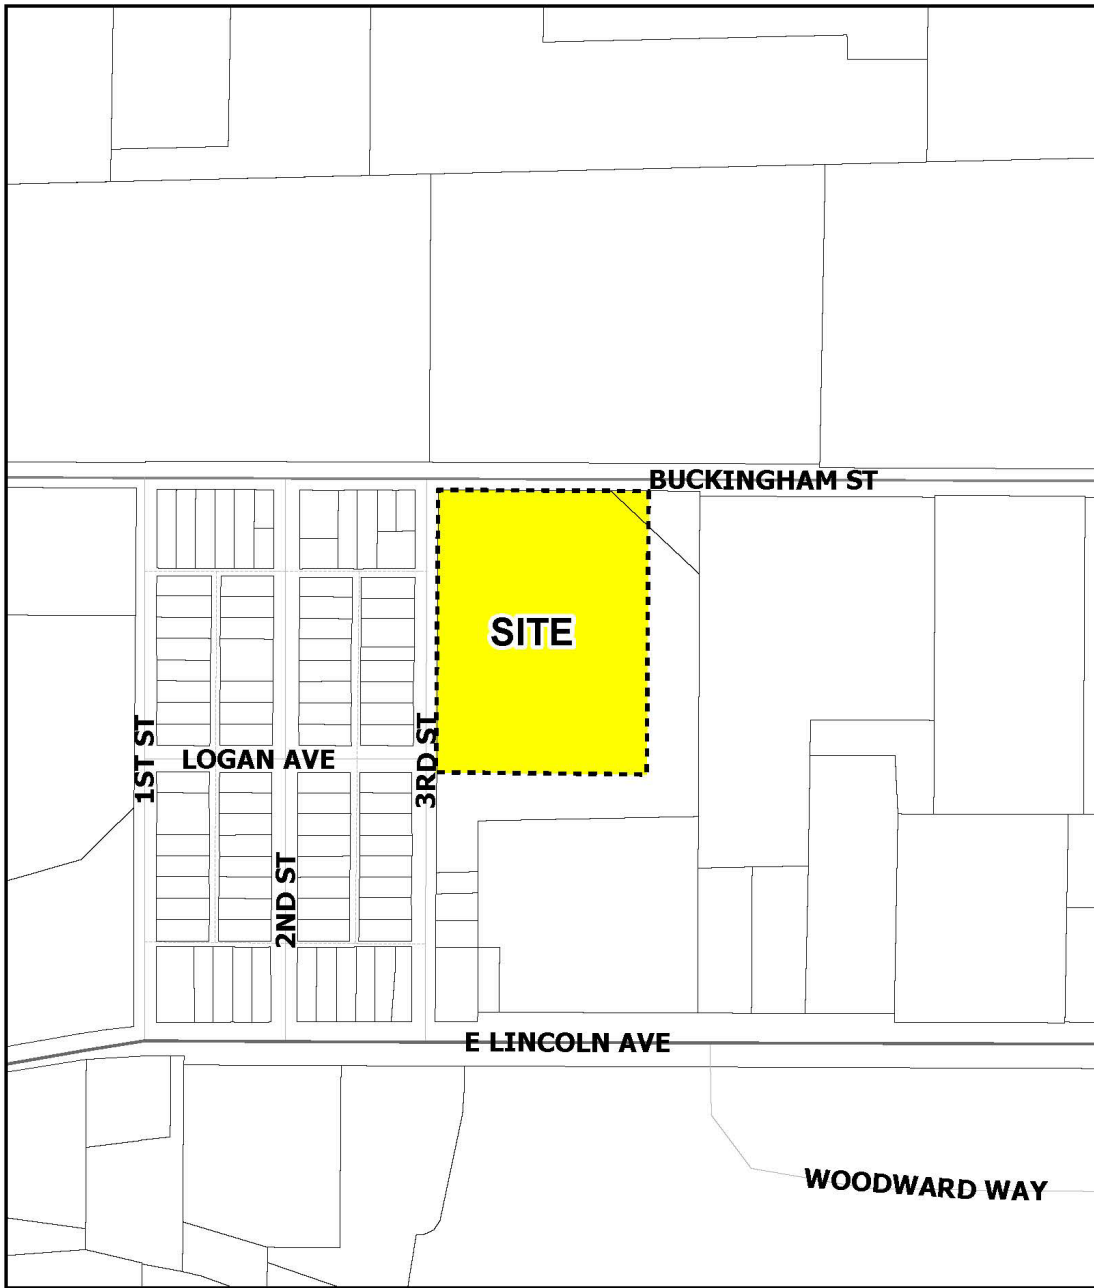 BUCKINGHAM ST
SITE
1ST ST
LOGAN AVE
3RD ST
2ND ST
E LINCOLN AVE
WOODWARD WAY